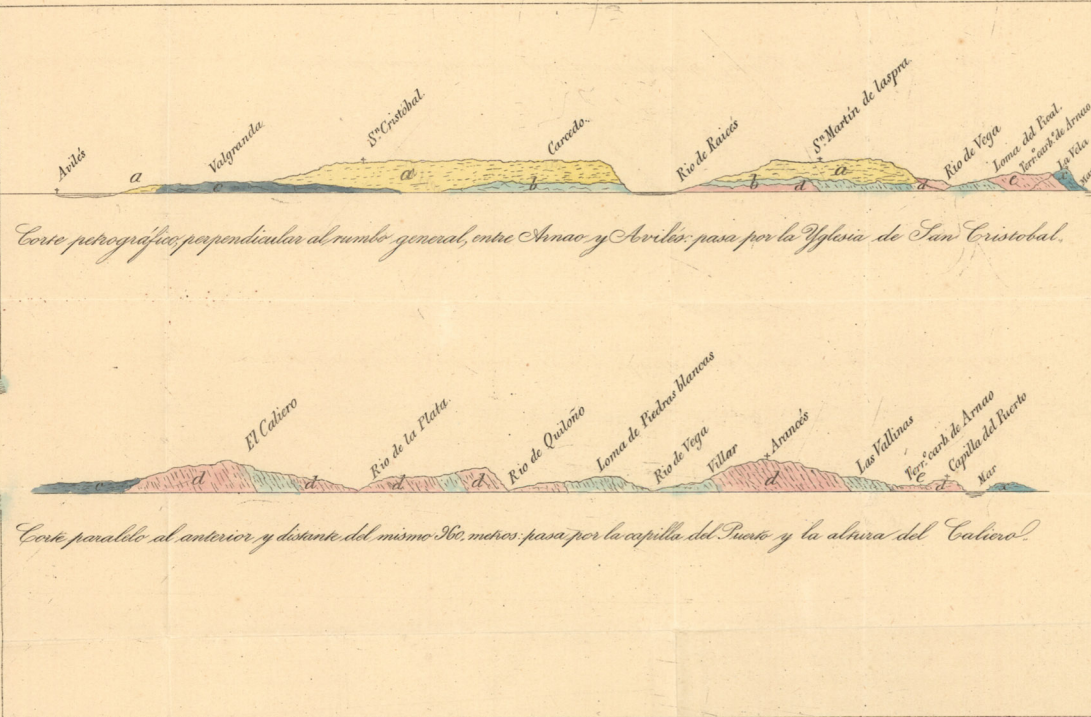 Avilés
Valgranda
Sn Cristóbal.
Carcedo.
Rio de Raices
Sn Martín de laspra
Rio de Vega
Loma del Pical.
Terr.º carb. de Arnao
La Vela
a
c
a
b
b
d
a
d
c
Corte petrográfico, perpendicular al rumbo general, entre Arnao y Avilés: pasa por la Yglesia de San Cristobal.
El Caliero
Rio de la Plata.
Rio de Quiloño
Loma de Piedras blancas
Rio de Vega
Villar
Arancés
Las Vallinas
Terr.º carb. de Arnao
Capilla del Puerto
Mar
c
d
d
d
d
d
c
d
Corte paralelo al anterior y distante del mismo 960, metros: pasa por la capilla del Puerto y la altura del Caliero.